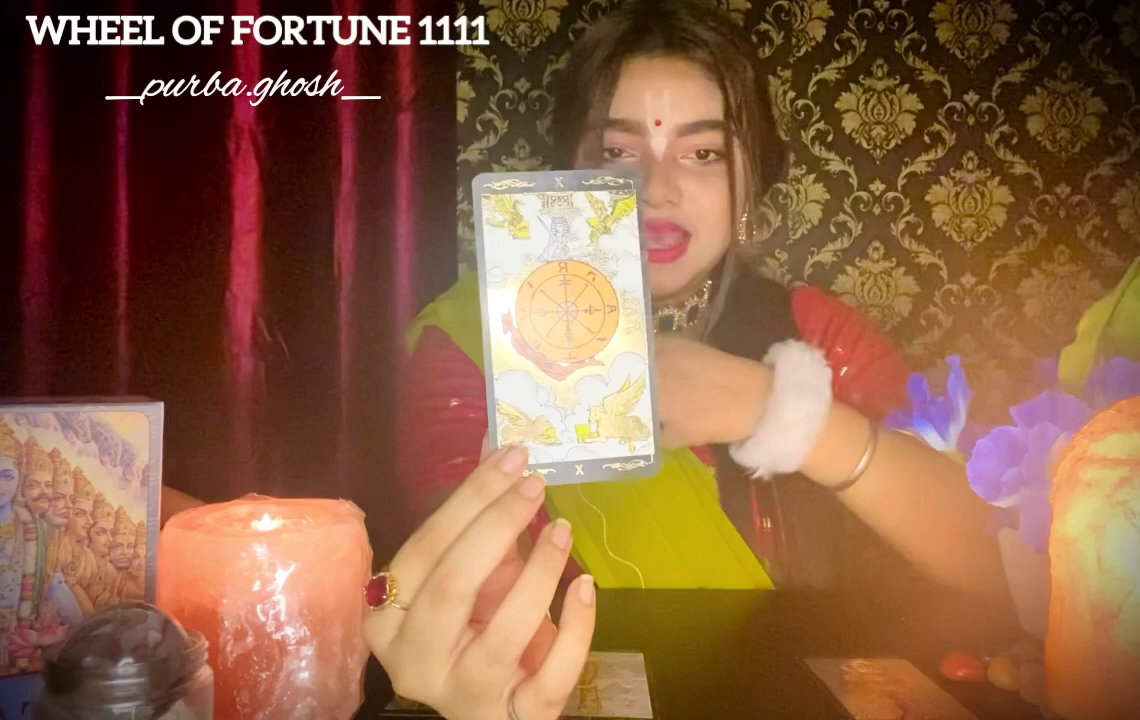 WHEEL OF FORTUNE 1111
__purba.ghosh__
X
R
A
T
X